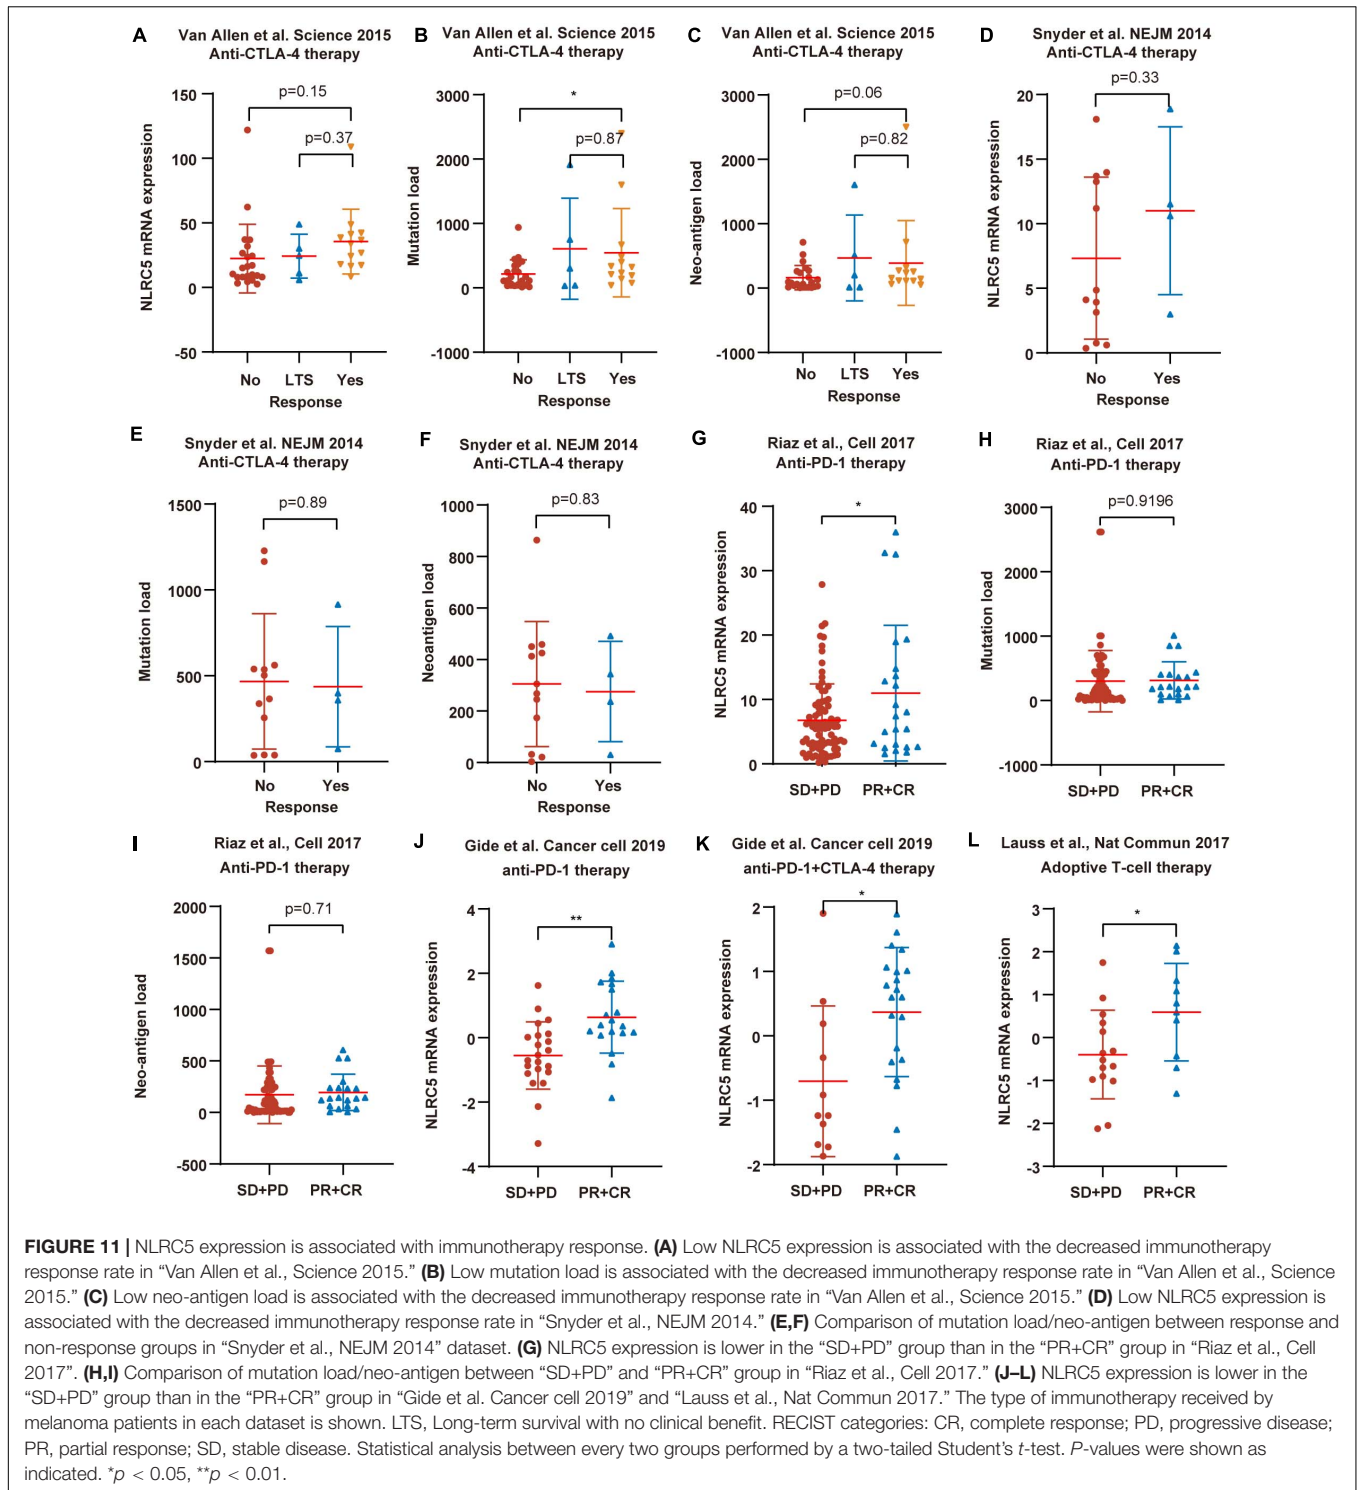 A Van Allen et al. Science 2015
Anti-CTLA-4 therapy
p=0.15
p=0.37
NLRC5 mRNA expression
150
100
50
0
-50
No LTS Yes
Response
B Van Allen et al. Science 2015
Anti-CTLA-4 therapy
*
p=0.87
Mutation load
3000
2000
1000
0
-1000
No LTS Yes
Response
C Van Allen et al. Science 2015
Anti-CTLA-4 therapy
p=0.06
p=0.82
Neo-antigen load
3000
2000
1000
0
-1000
No LTS Yes
Response
D Snyder et al. NEJM 2014
Anti-CTLA-4 therapy
p=0.33
NLRC5 mRNA expression
20
15
10
5
0
No Yes
Response
E Snyder et al. NEJM 2014
Anti-CTLA-4 therapy
p=0.89
Mutation load
1500
1000
500
0
No Yes
Response
F Snyder et al. NEJM 2014
Anti-CTLA-4 therapy
p=0.83
Neoantigen load
1000
800
600
400
200
0
No Yes
Response
G Riaz et al., Cell 2017
Anti-PD-1 therapy
*
NLRC5 mRNA expression
40
30
20
10
0
SD+PD PR+CR
H Riaz et al., Cell 2017
Anti-PD-1 therapy
p=0.9196
Mutation load
3000
2000
1000
0
-1000
SD+PD PR+CR
I Riaz et al., Cell 2017
Anti-PD-1 therapy
p=0.71
Neo-antigen load
2000
1500
1000
500
0
-500
SD+PD PR+CR
J Gide et al. Cancer cell 2019
anti-PD-1 therapy
**
NLRC5 mRNA expression
4
2
0
-2
-4
SD+PD PR+CR
K Gide et al. Cancer cell 2019
anti-PD-1+CTLA-4 therapy
*
NLRC5 mRNA expression
2
1
0
-1
-2
SD+PD PR+CR
L Lauss et al., Nat Commun 2017
Adoptive T-cell therapy
*
NLRC5 mRNA expression
3
2
1
0
-1
-2
-3
SD+PD PR+CR
FIGURE 11 | NLRC5 expression is associated with immunotherapy response. (A) Low NLRC5 expression is associated with the decreased immunotherapy
response rate in “Van Allen et al., Science 2015.” (B) Low mutation load is associated with the decreased immunotherapy response rate in “Van Allen et al., Science
2015.” (C) Low neo-antigen load is associated with the decreased immunotherapy response rate in “Van Allen et al., Science 2015.” (D) Low NLRC5 expression is
associated with the decreased immunotherapy response rate in “Snyder et al., NEJM 2014.” (E,F) Comparison of mutation load/neo-antigen between response and
non-response groups in “Snyder et al., NEJM 2014” dataset. (G) NLRC5 expression is lower in the “SD+PD” group than in the “PR+CR” group in “Riaz et al., Cell
2017”. (H,I) Comparison of mutation load/neo-antigen between “SD+PD” and “PR+CR” group in “Riaz et al., Cell 2017.” (J–L) NLRC5 expression is lower in the
“SD+PD” group than in the “PR+CR” group in “Gide et al. Cancer cell 2019” and “Lauss et al., Nat Commun 2017.” The type of immunotherapy received by
melanoma patients in each dataset is shown. LTS, Long-term survival with no clinical benefit. RECIST categories: CR, complete response; PD, progressive disease;
PR, partial response; SD, stable disease. Statistical analysis between every two groups performed by a two-tailed Student’s t-test. P-values were shown as
indicated. *p < 0.05, **p < 0.01.